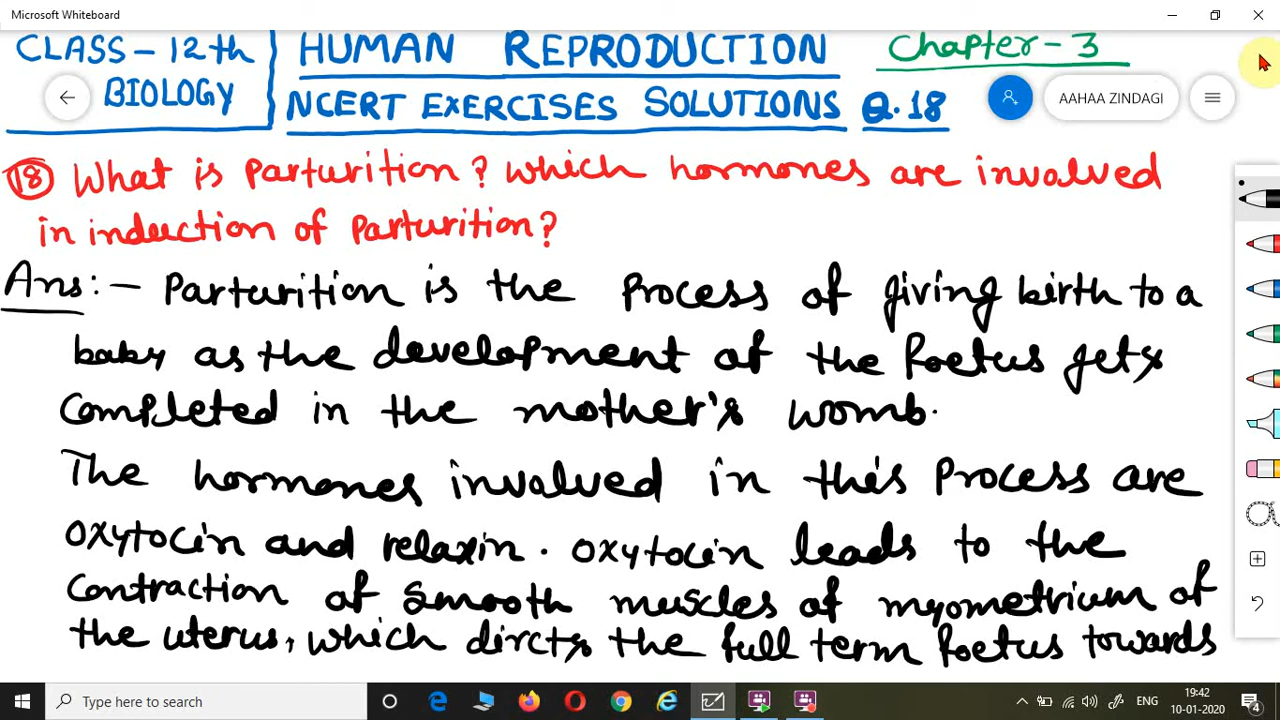 Microsoft Whiteboard
CLASS - 12th
BIOLOGY
HUMAN REPRODUCTION
NCERT EXERCISES SOLUTIONS Q.18
Chapter - 3
AAHAA ZINDAGI
18 What is Parturition? Which hormones are involved
in induction of Parturition?
Ans:- Parturition is the Process of giving birth to a
baby as the development of the foetus gets
completed in the mother's womb.
The hormones involved in this process are
oxytocin and relaxin. oxytocin leads to the
contraction of smooth muscles of myometrium of
the uterus, which dircts the full term foetus towards
Type here to search
ENG
19:42
10-01-2020
4